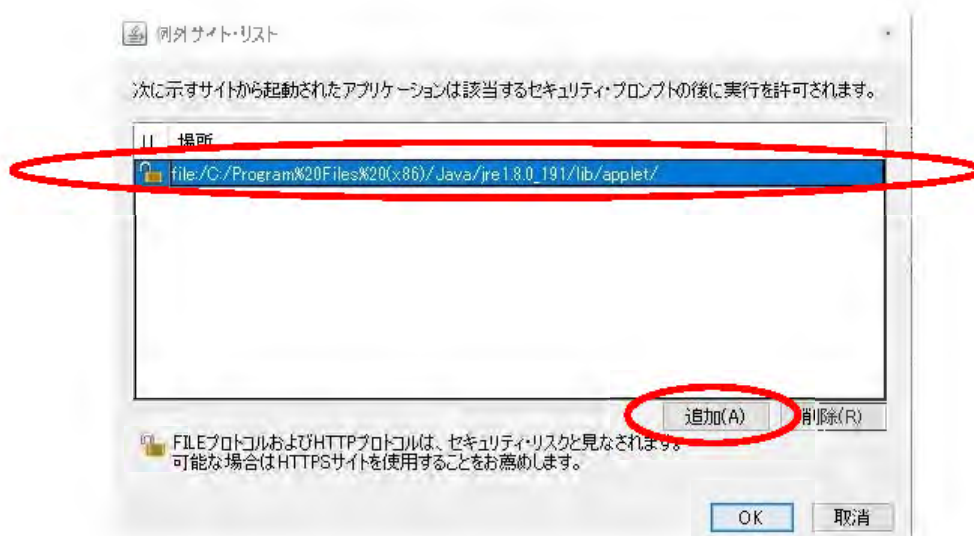 例外サイト・リスト
次に示すサイトから起動されたアプリケーションは該当するセキュリティ・プロンプトの後に実行を許可されます。
場所
file:/C:/Program%20Files%20(x86)/Java/jre1.8.0_191/lib/applet/
追加(A) 削除(R)
FILEプロトコルおよびHTTPプロトコルは、セキュリティ・リスクと見なされます。
可能な場合はHTTPSサイトを使用することをお薦めします。
OK 取消